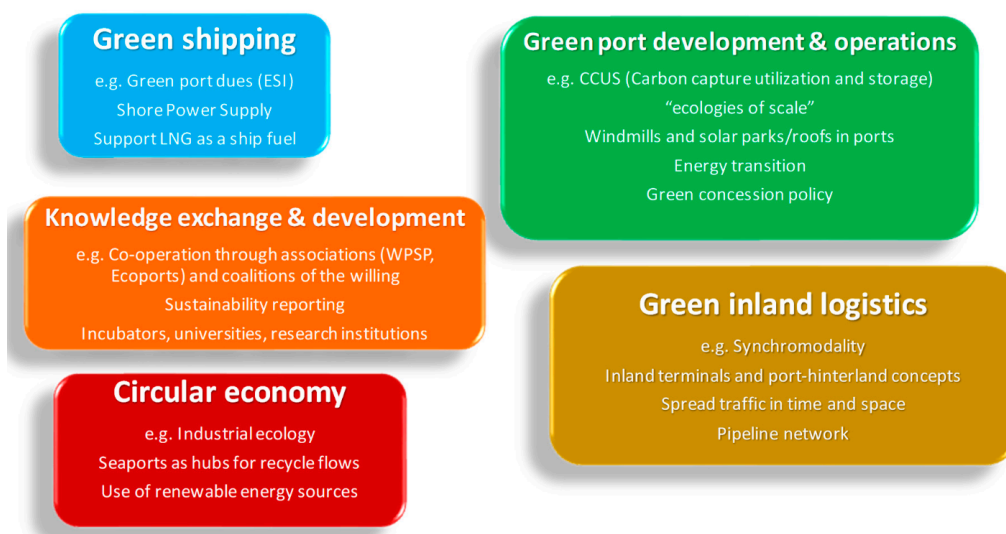 Green shipping
e.g. Green port dues (ESI)
Shore Power Supply
Support LNG as a ship fuel
Green port development & operations
e.g. CCUS (Carbon capture utilization and storage)
“ecologies of scale”
Windmills and solar parks/roofs in ports
Energy transition
Green concession policy
Knowledge exchange & development
e.g. Co-operation through associations (WPSP,
Ecoports) and coalitions of the willing
Sustainability reporting
Incubators, universities, research institutions
Green inland logistics
e.g. Synchromodality
Inland terminals and port-hinterland concepts
Spread traffic in time and space
Pipeline network
Circular economy
e.g. Industrial ecology
Seaports as hubs for recycle flows
Use of renewable energy sources